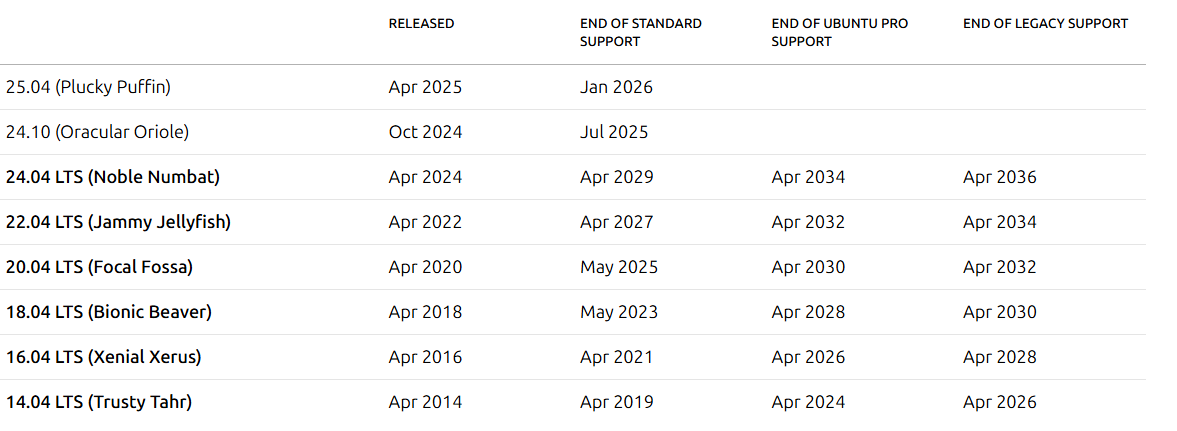 RELEASED END OF STANDARD SUPPORT END OF UBUNTU PRO SUPPORT END OF LEGACY SUPPORT
25.04 (Plucky Puffin) Apr 2025 Jan 2026
24.10 (Oracular Oriole) Oct 2024 Jul 2025
24.04 LTS (Noble Numbat) Apr 2024 Apr 2029 Apr 2034 Apr 2036
22.04 LTS (Jammy Jellyfish) Apr 2022 Apr 2027 Apr 2032 Apr 2034
20.04 LTS (Focal Fossa) Apr 2020 May 2025 Apr 2030 Apr 2032
18.04 LTS (Bionic Beaver) Apr 2018 May 2023 Apr 2028 Apr 2030
16.04 LTS (Xenial Xerus) Apr 2016 Apr 2021 Apr 2026 Apr 2028
14.04 LTS (Trusty Tahr) Apr 2014 Apr 2019 Apr 2024 Apr 2026